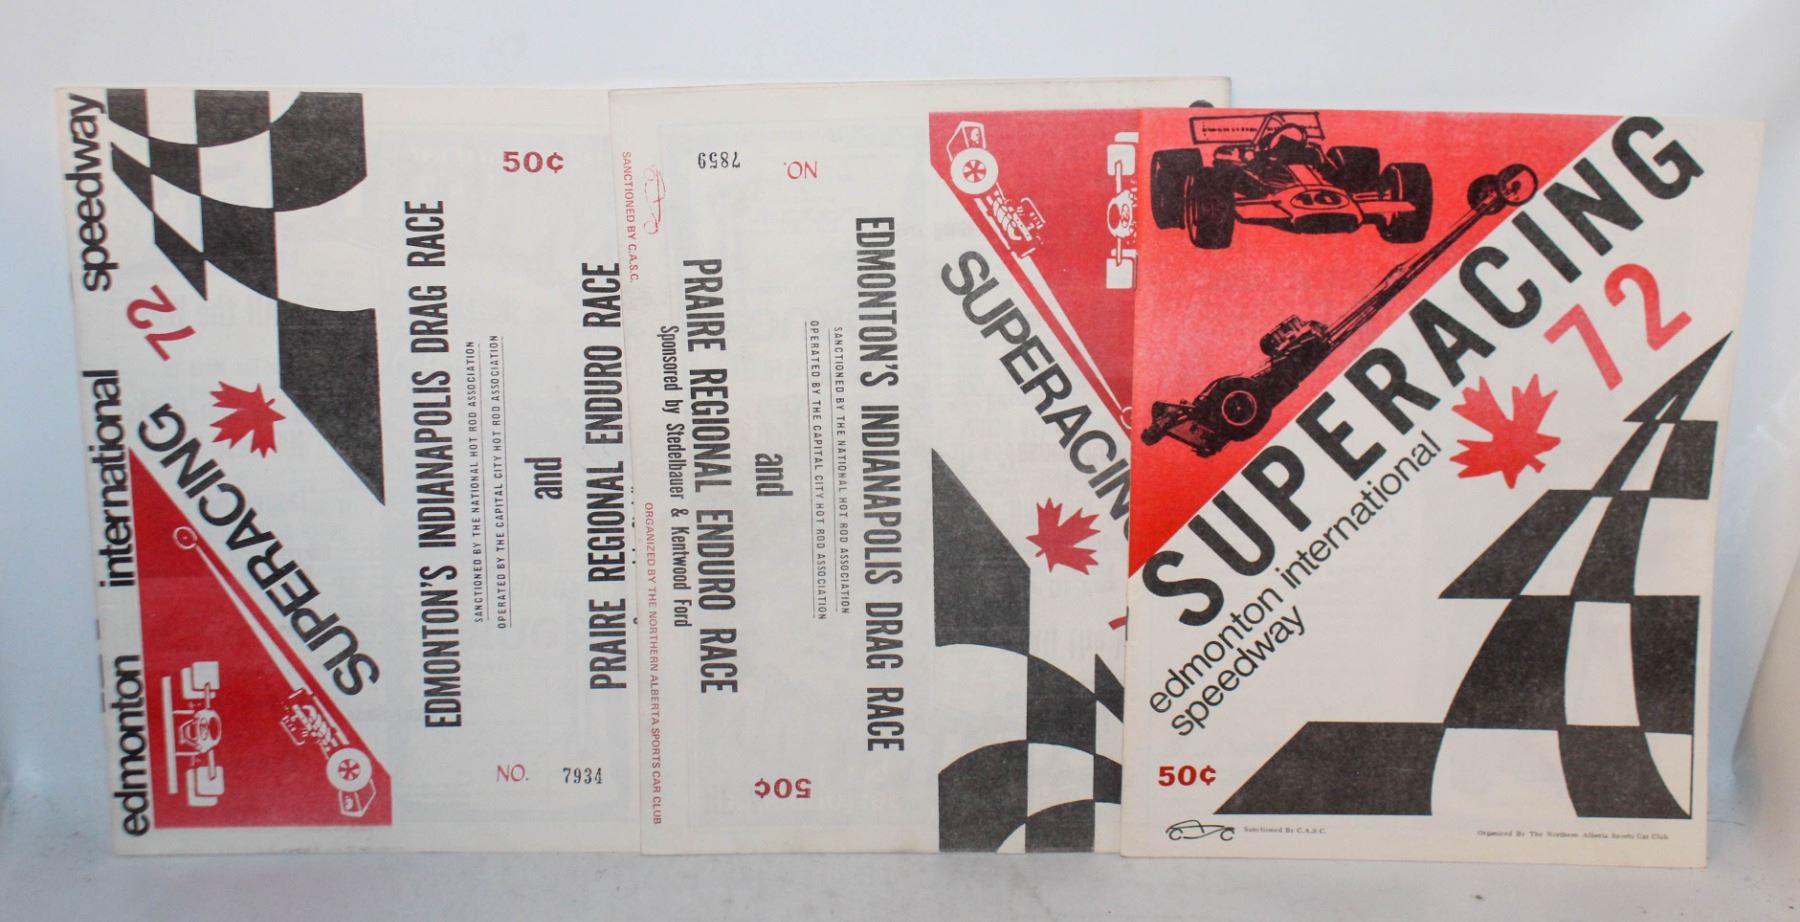 edmonton international speedway
SUPERACING
72
50¢
EDMONTON'S INDIANAPOLIS DRAG RACE
SANCTIONED BY THE NATIONAL HOT ROD ASSOCIATION
OPERATED BY THE CAPITAL CITY HOT ROD ASSOCIATION
and
PRAIRE REGIONAL ENDURO RACE
NO. 7934
SUPERACING
EDMONTON'S INDIANAPOLIS DRAG RACE
SANCTIONED BY THE NATIONAL HOT ROD ASSOCIATION
OPERATED BY THE CAPITAL CITY HOT ROD ASSOCIATION
and
PRAIRE REGIONAL ENDURO RACE
Sponsored by Stedelbauer & Kentwood Ford
SANCTIONED BY C.A.S.C.
ORGANIZED BY THE NORTHERN ALBERTA SPORTS CAR CLUB
NO. 7859
50¢
SUPERACING
72
edmonton international
speedway
50¢
Sanctioned By C.A.S.C.
Organized By The Northern Alberta Sports Car Club